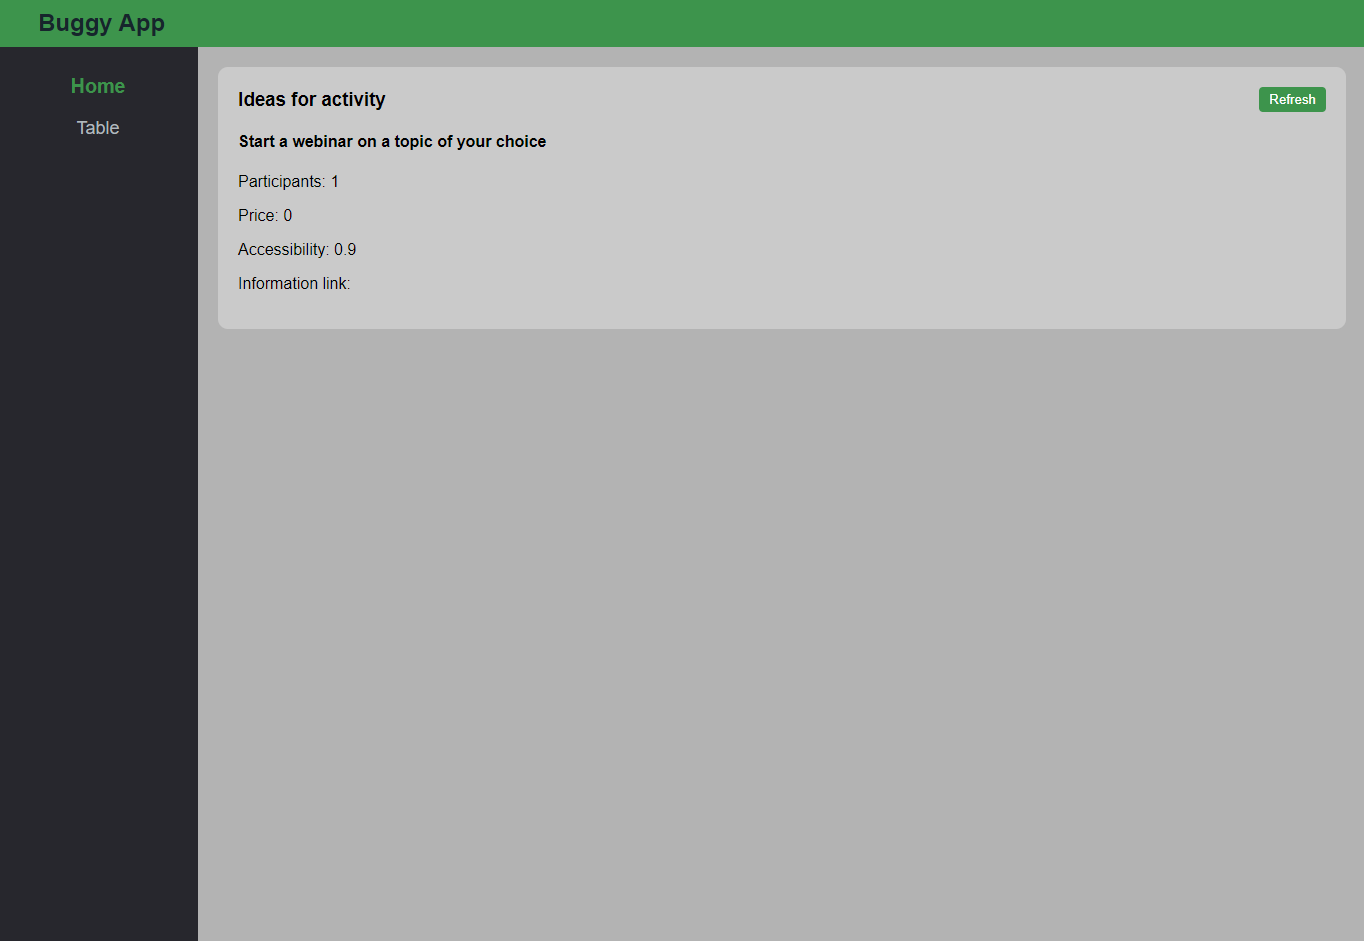 Buggy App
Home
Table
Ideas for activity
Refresh
Start a webinar on a topic of your choice
Participants: 1
Price: 0
Accessibility: 0.9
Information link: